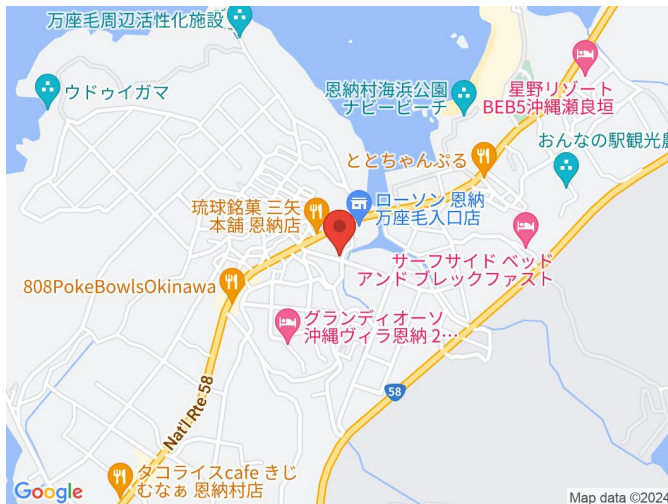 万座毛周辺活性化施設
ウドゥイガマ
恩納村海浜公園
ナビービーチ
星野リゾート
BEB5沖縄瀬良垣
ととちゃんぷる
おんなの駅観光農
琉球銘菓 三矢
本舗 恩納店
ローソン 恩納
万座毛入口店
サーフサイド ベッド
アンド ブレックファスト
808PokeBowlsOkinawa
グランディオーソ
沖縄ヴィラ恩納 2…
58
Nat'l Rte 58
タコライスcafe きじ
むなぁ 恩納村店
Google
Map data ©2024